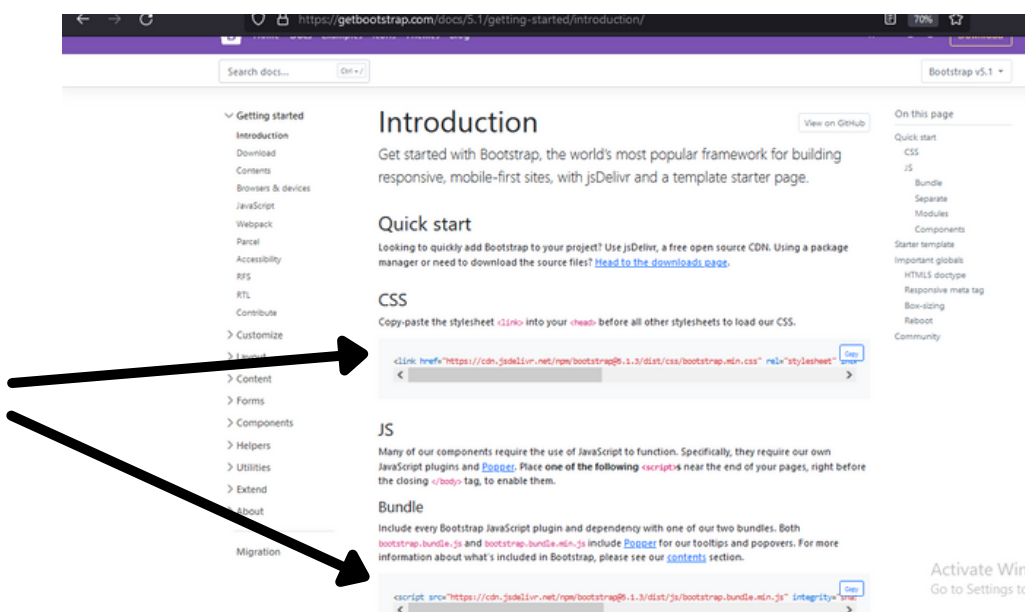 https://getbootstrap.com/docs/5.1/getting-started/introduction/
70%
Home Docs Examples Icons Themes Blog
Download
Search docs...
Ctrl + /
Bootstrap v5.1
Getting started
Introduction
Download
Contents
Browsers & devices
JavaScript
Webpack
Parcel
Accessibility
RFS
RTL
Contribute
Customize
Layout
Content
Forms
Components
Helpers
Utilities
Extend
About
Migration
Introduction
View on GitHub
Get started with Bootstrap, the world's most popular framework for building
responsive, mobile-first sites, with jsDelivr and a template starter page.
Quick start
Looking to quickly add Bootstrap to your project? Use jsDelivr, a free open source CDN. Using a package
manager or need to download the source files? Head to the downloads page.
CSS
Copy-paste the stylesheet <link> into your <head> before all other stylesheets to load our CSS.
Copy
<link href="https://cdn.jsdelivr.net/npm/bootstrap@5.1.3/dist/css/bootstrap.min.css" rel="stylesheet"
JS
Many of our components require the use of JavaScript to function. Specifically, they require our own
JavaScript plugins and Popper. Place one of the following <script>s near the end of your pages, right before
the closing </body> tag, to enable them.
Bundle
Include every Bootstrap JavaScript plugin and dependency with one of our two bundles. Both
bootstrap.bundle.js and bootstrap.bundle.min.js include Popper for our tooltips and popovers. For more
information about what's included in Bootstrap, please see our contents section.
Copy
<script src="https://cdn.jsdelivr.net/npm/bootstrap@5.1.3/dist/js/bootstrap.bundle.min.js" integrity="sha
On this page
Quick start
CSS
JS
Bundle
Separate
Modules
Components
Starter template
Important globals
HTML5 doctype
Responsive meta tag
Box-sizing
Reboot
Community
Activate Win
Go to Settings t